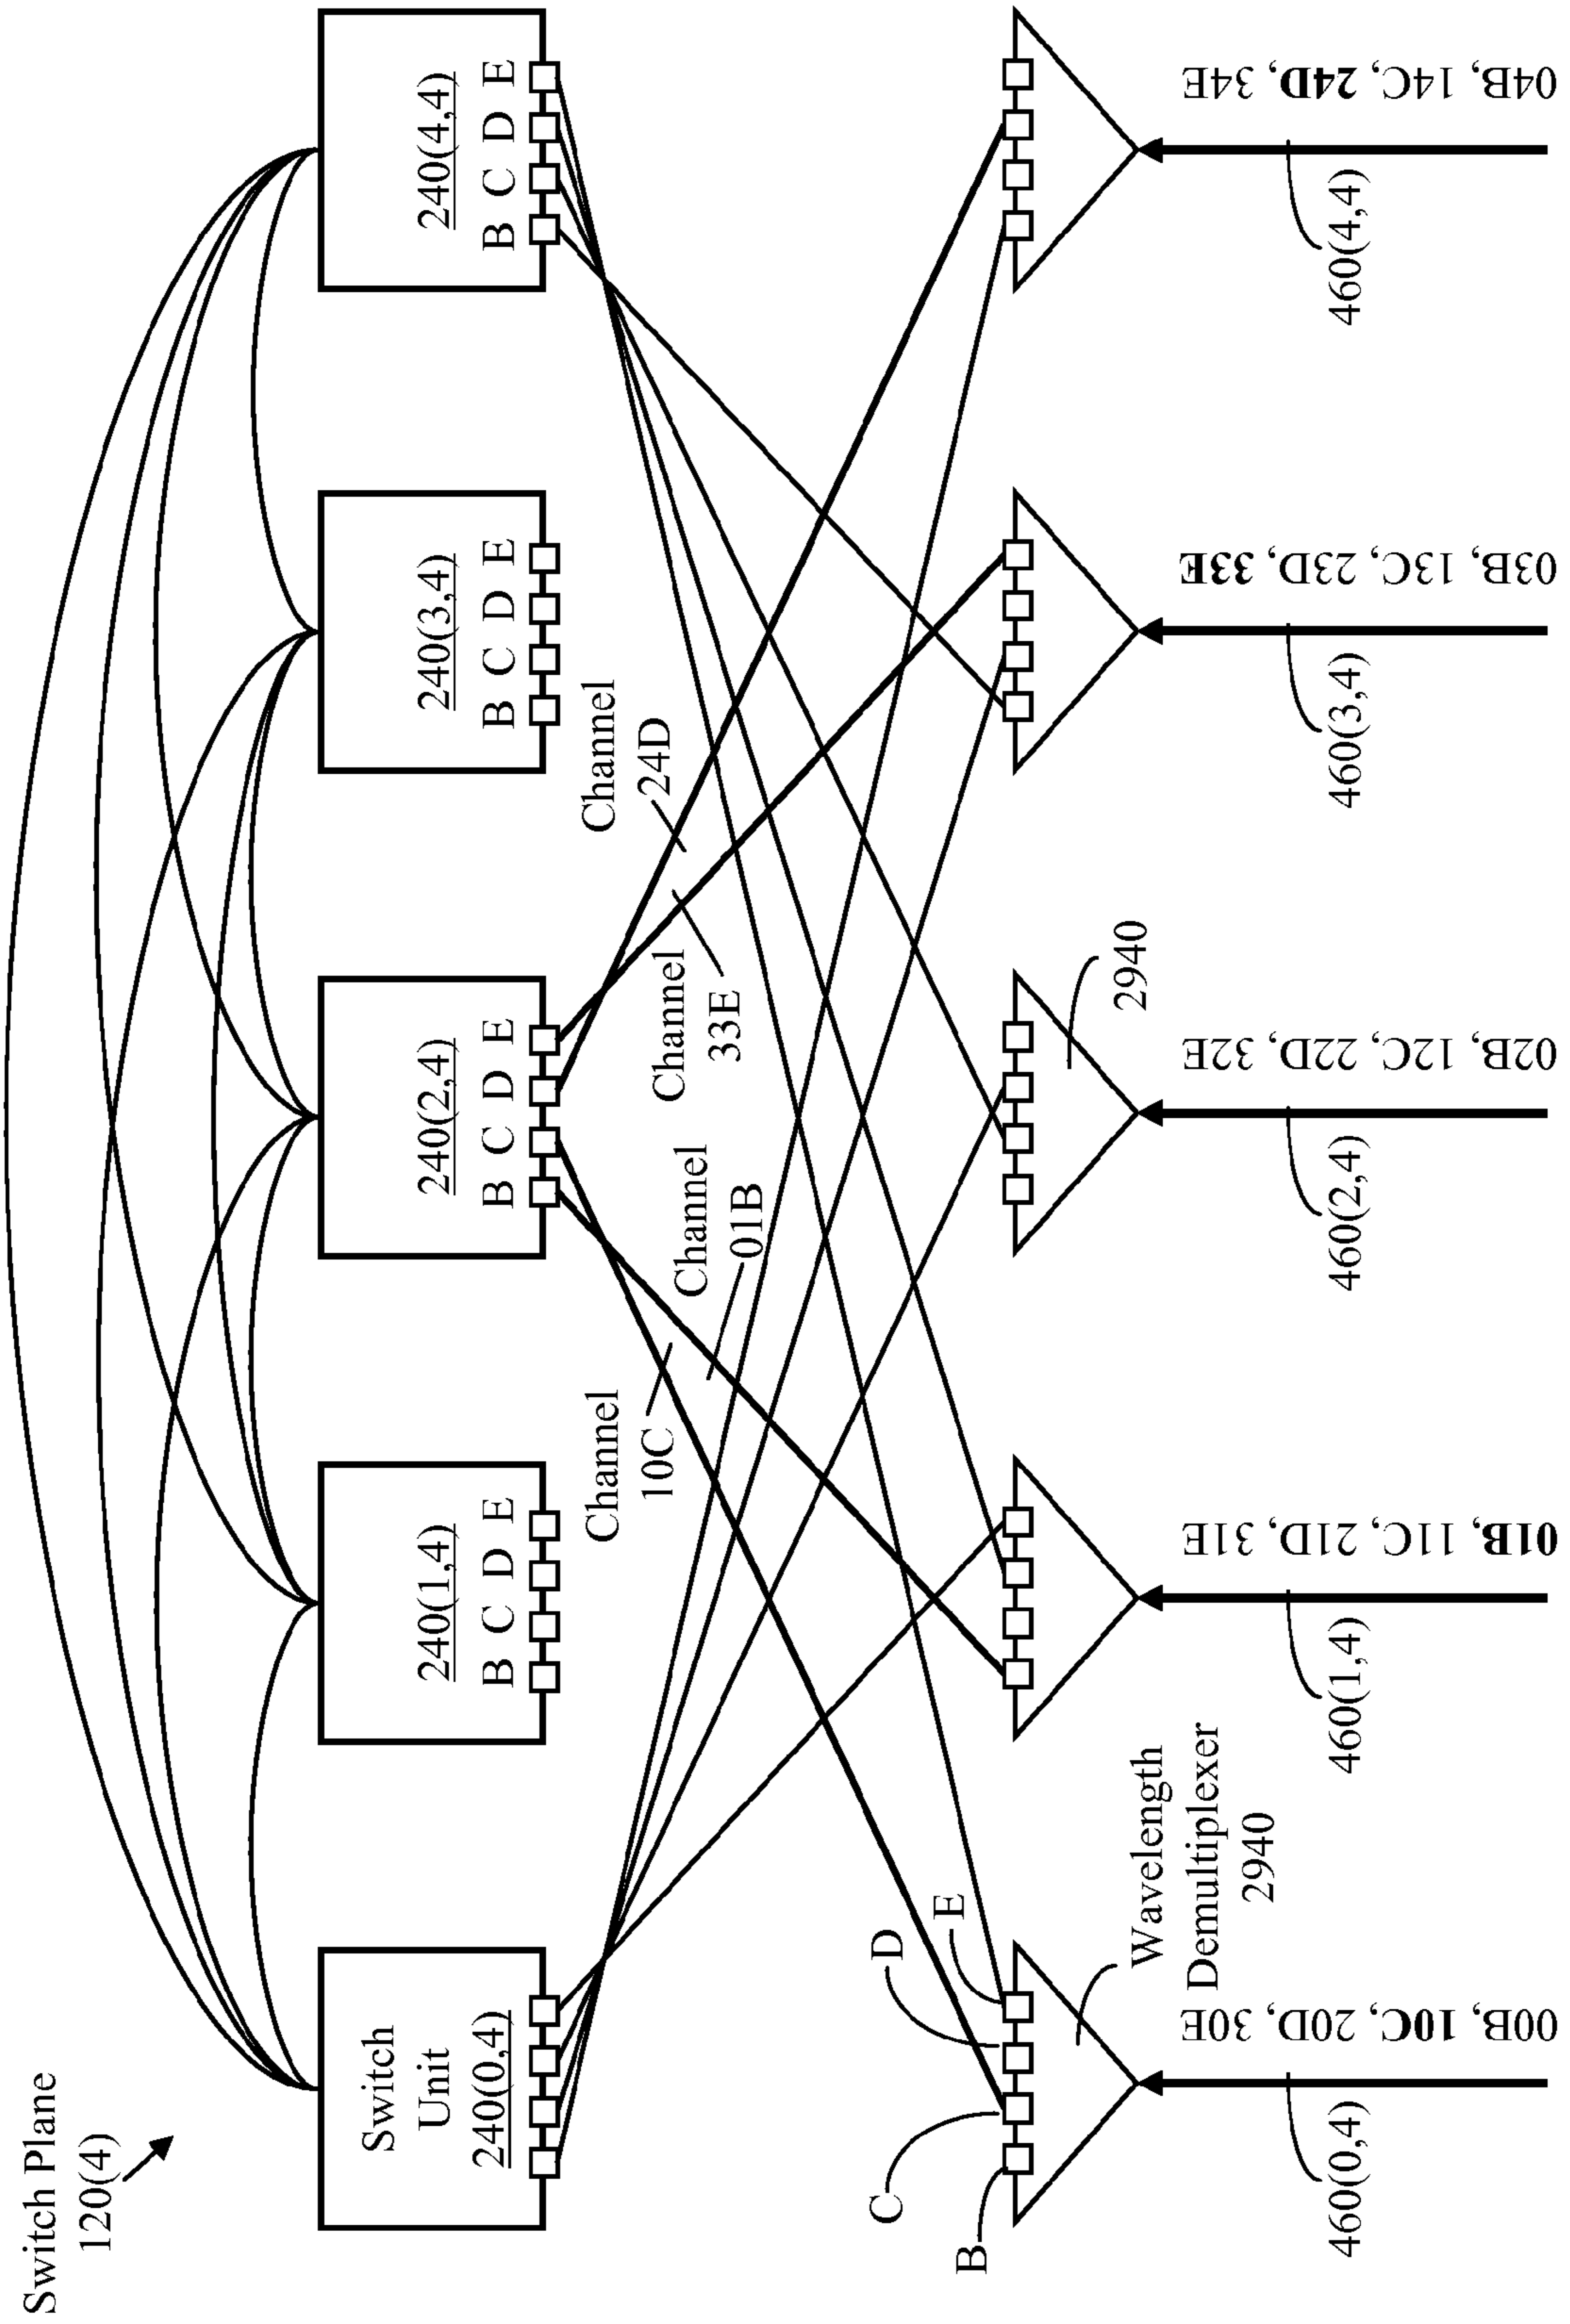 Switch Plane
120(4)
Switch
Unit
240(0,4)
240(1,4)
B C D E
240(2,4)
B C D E
240(3,4)
B C D E
240(4,4)
B C D E
Channel
10C
Channel
01B
Channel
33E
Channel
24D
B
C
D
E
Wavelength
Demultiplexer
2940
2940
460(0,4)
00B, 10C, 20D, 30E
460(1,4)
01B, 11C, 21D, 31E
460(2,4)
02B, 12C, 22D, 32E
460(3,4)
03B, 13C, 23D, 33E
460(4,4)
04B, 14C, 24D, 34E